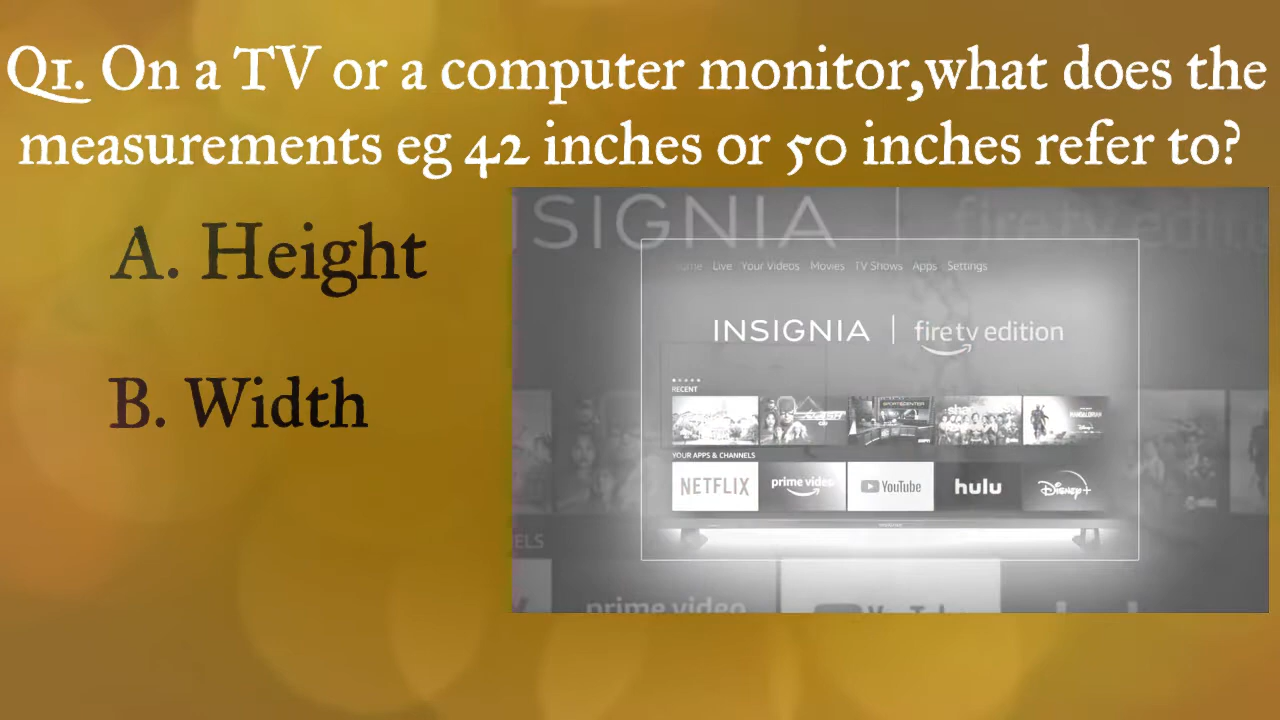 Q1. On a TV or a computer monitor,what does the
measurements eg 42 inches or 50 inches refer to?
A. Height
B. Width
INSIGNIA
fire tv edition
Live Your Videos Movies TV Shows Apps Settings
INSIGNIA | fire tv edition
RECENT
YOUR APPS & CHANNELS
NETFLIX prime video YouTube hulu Disney+
ELS
prime video